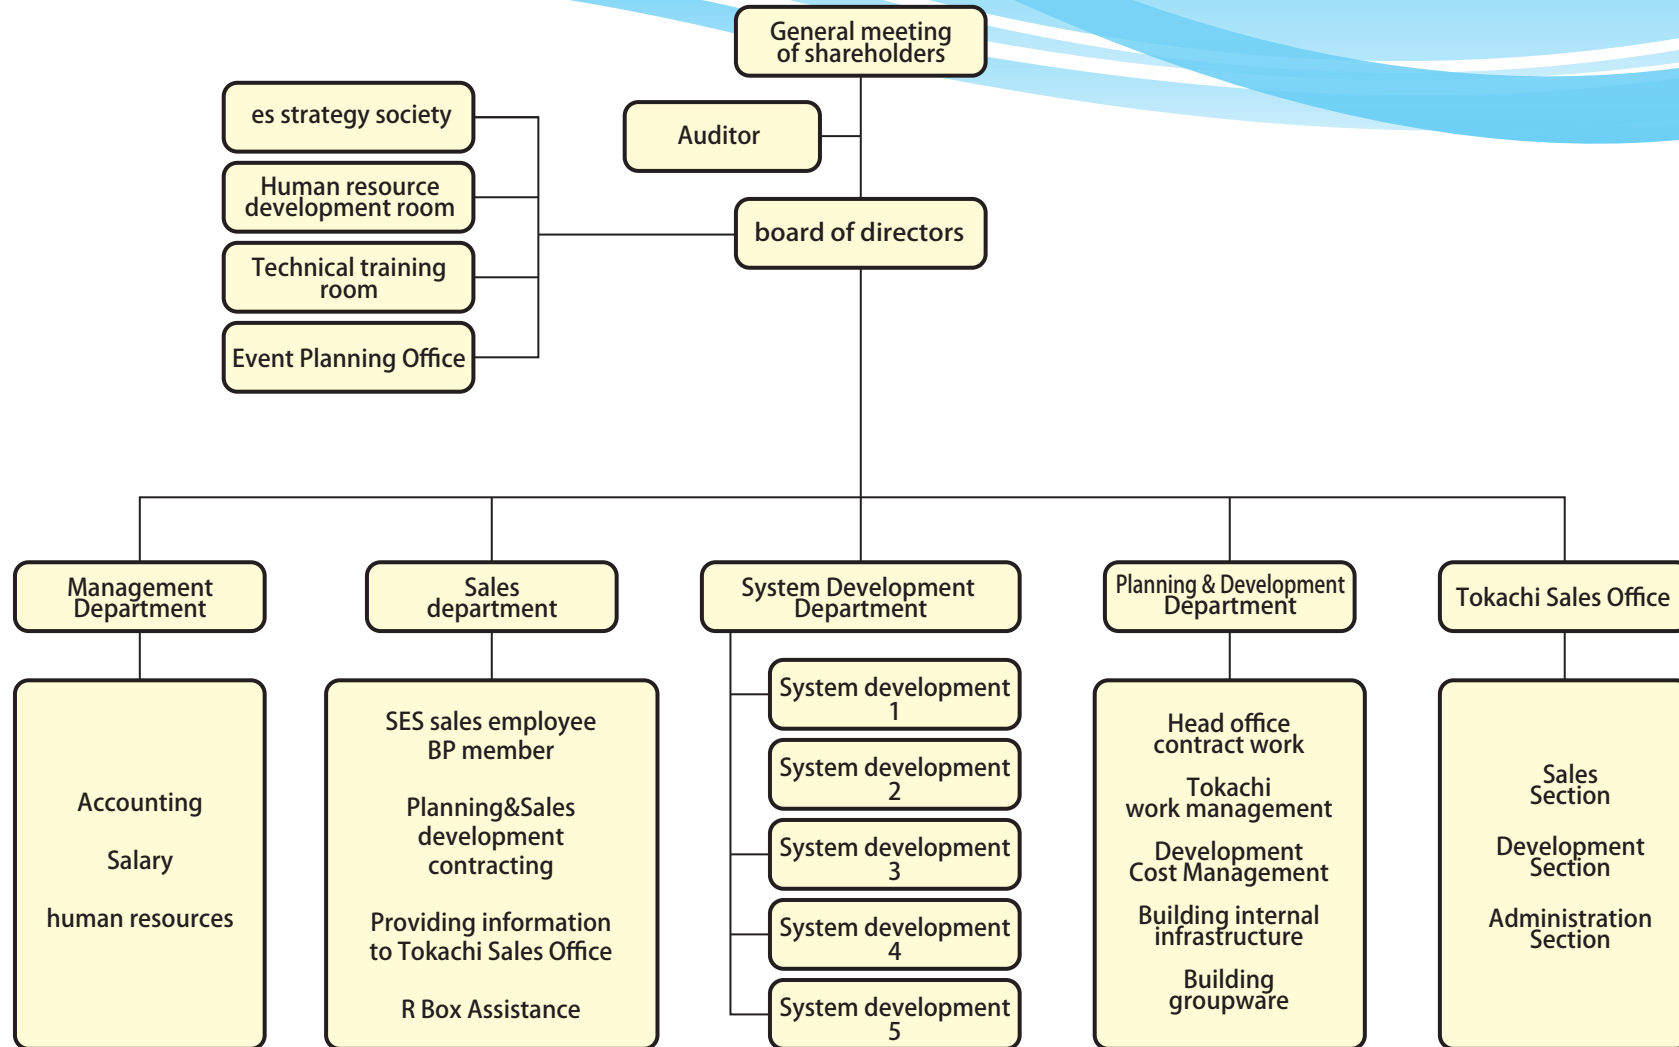 General meeting
of shareholders
es strategy society
Auditor
Human resource
development room
board of directors
Technical training
room
Event Planning Office
Management
Department
Sales
department
System Development
Department
Planning & Development
Department
Tokachi Sales Office
Accounting
Salary
human resources
SES sales employee
BP member
Planning&Sales
development
contracting
Providing information
to Tokachi Sales Office
R Box Assistance
System development
1
System development
2
System development
3
System development
4
System development
5
Head office
contract work
Tokachi
work management
Development
Cost Management
Building internal
infrastructure
Building
groupware
Sales
Section
Development
Section
Administration
Section